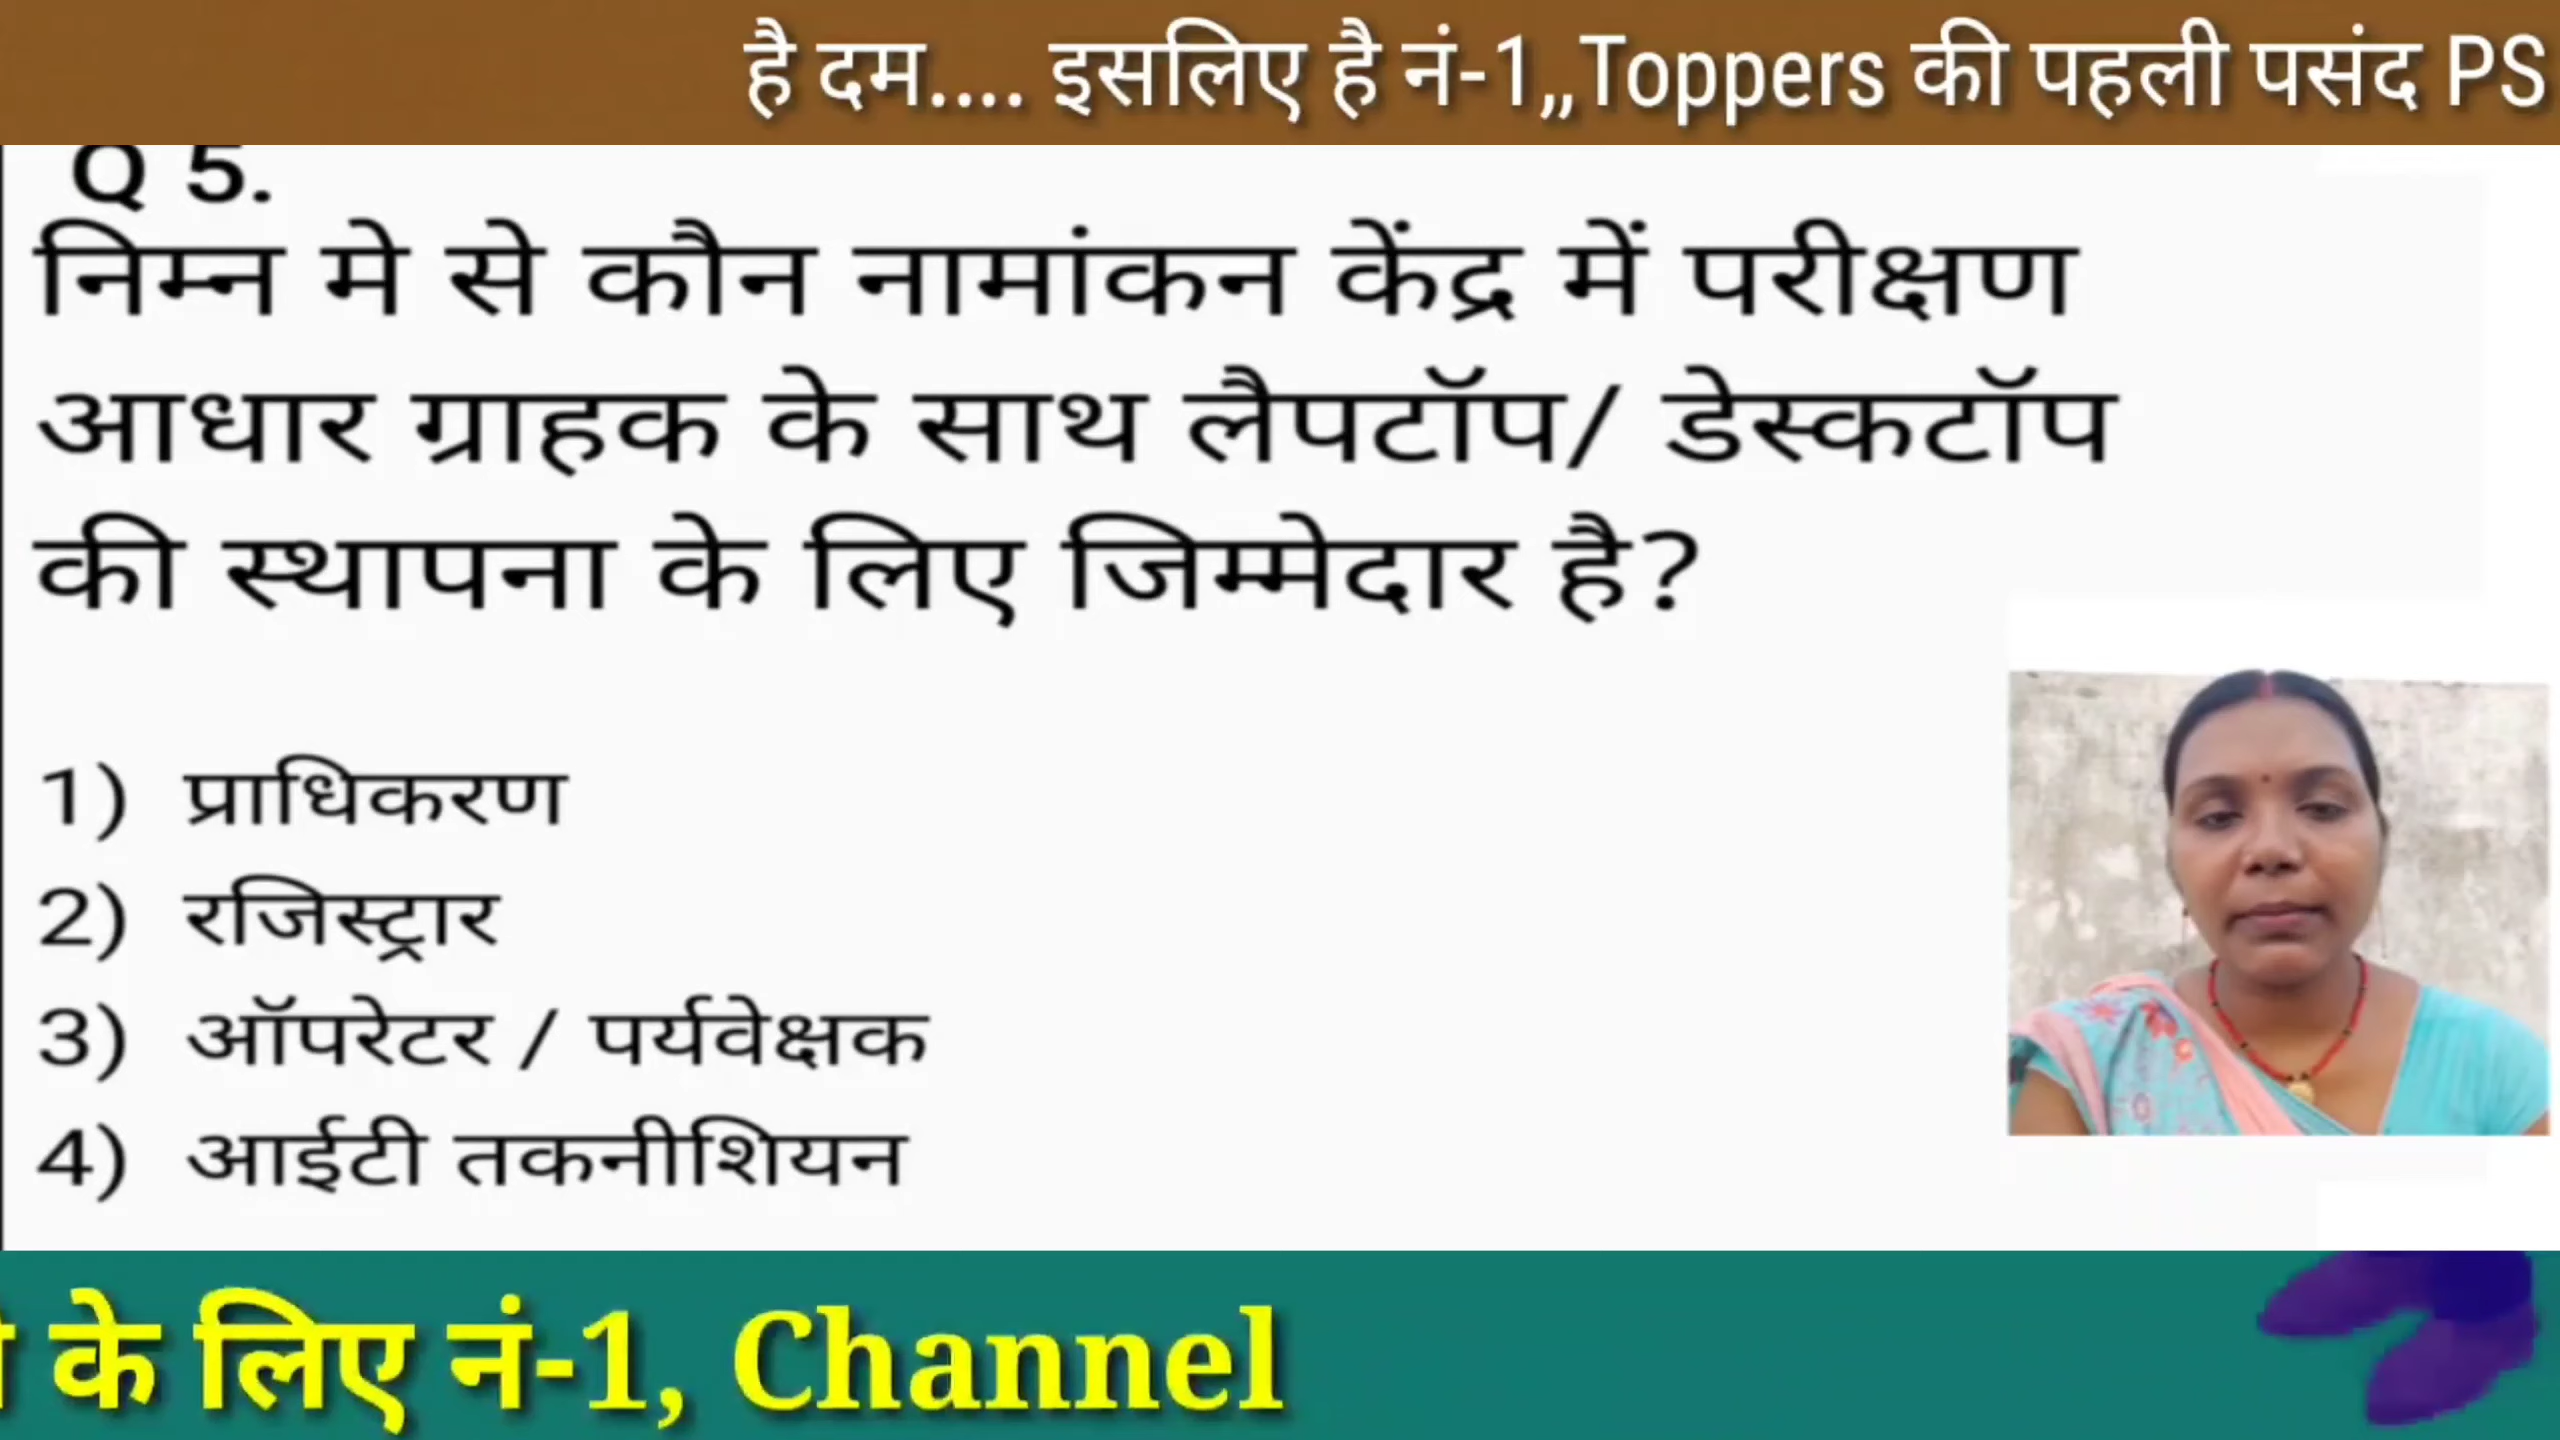 है दम.... इसलिए है नं-1,,Toppers की पहली पसंद PS
Q 5.
निम्न मे से कौन नामांकन केंद्र में परीक्षण
आधार ग्राहक के साथ लैपटॉप/ डेस्कटॉप
की स्थापना के लिए जिम्मेदार है?
1) प्राधिकरण
2) रजिस्ट्रार
3) ऑपरेटर / पर्यवेक्षक
4) आईटी तकनीशियन
के लिए नं-1, Channel